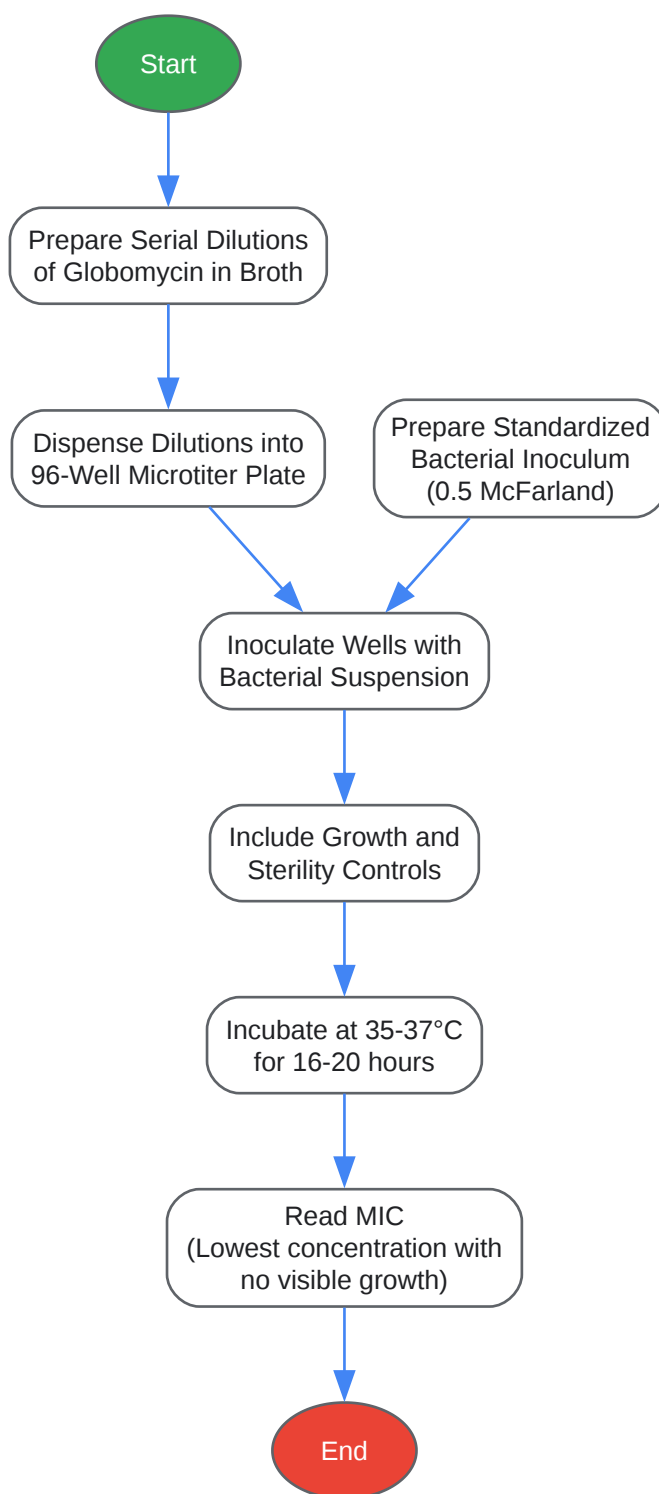 Start
Prepare Serial Dilutions
of Globomycin in Broth
Dispense Dilutions into
96-Well Microtiter Plate
Prepare Standardized
Bacterial Inoculum
(0.5 McFarland)
Inoculate Wells with
Bacterial Suspension
Include Growth and
Sterility Controls
Incubate at 35-37°C
for 16-20 hours
Read MIC
(Lowest concentration with
no visible growth)
End